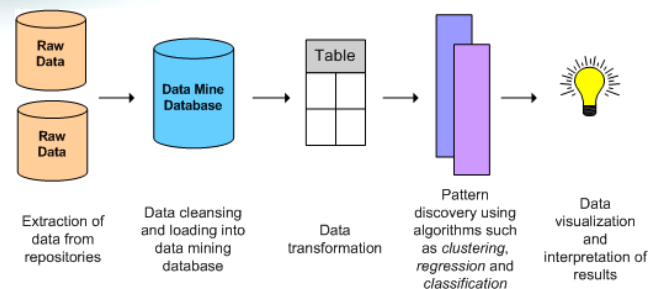 Raw
Data
Raw
Data
Data Mine
Database
Table
Extraction of
data from
repositories
Data cleansing
and loading into
data mining
database
Data
transformation
Pattern
discovery using
algorithms such
as clustering,
regression and
classification
Data
visualization
and
interpretation of
results